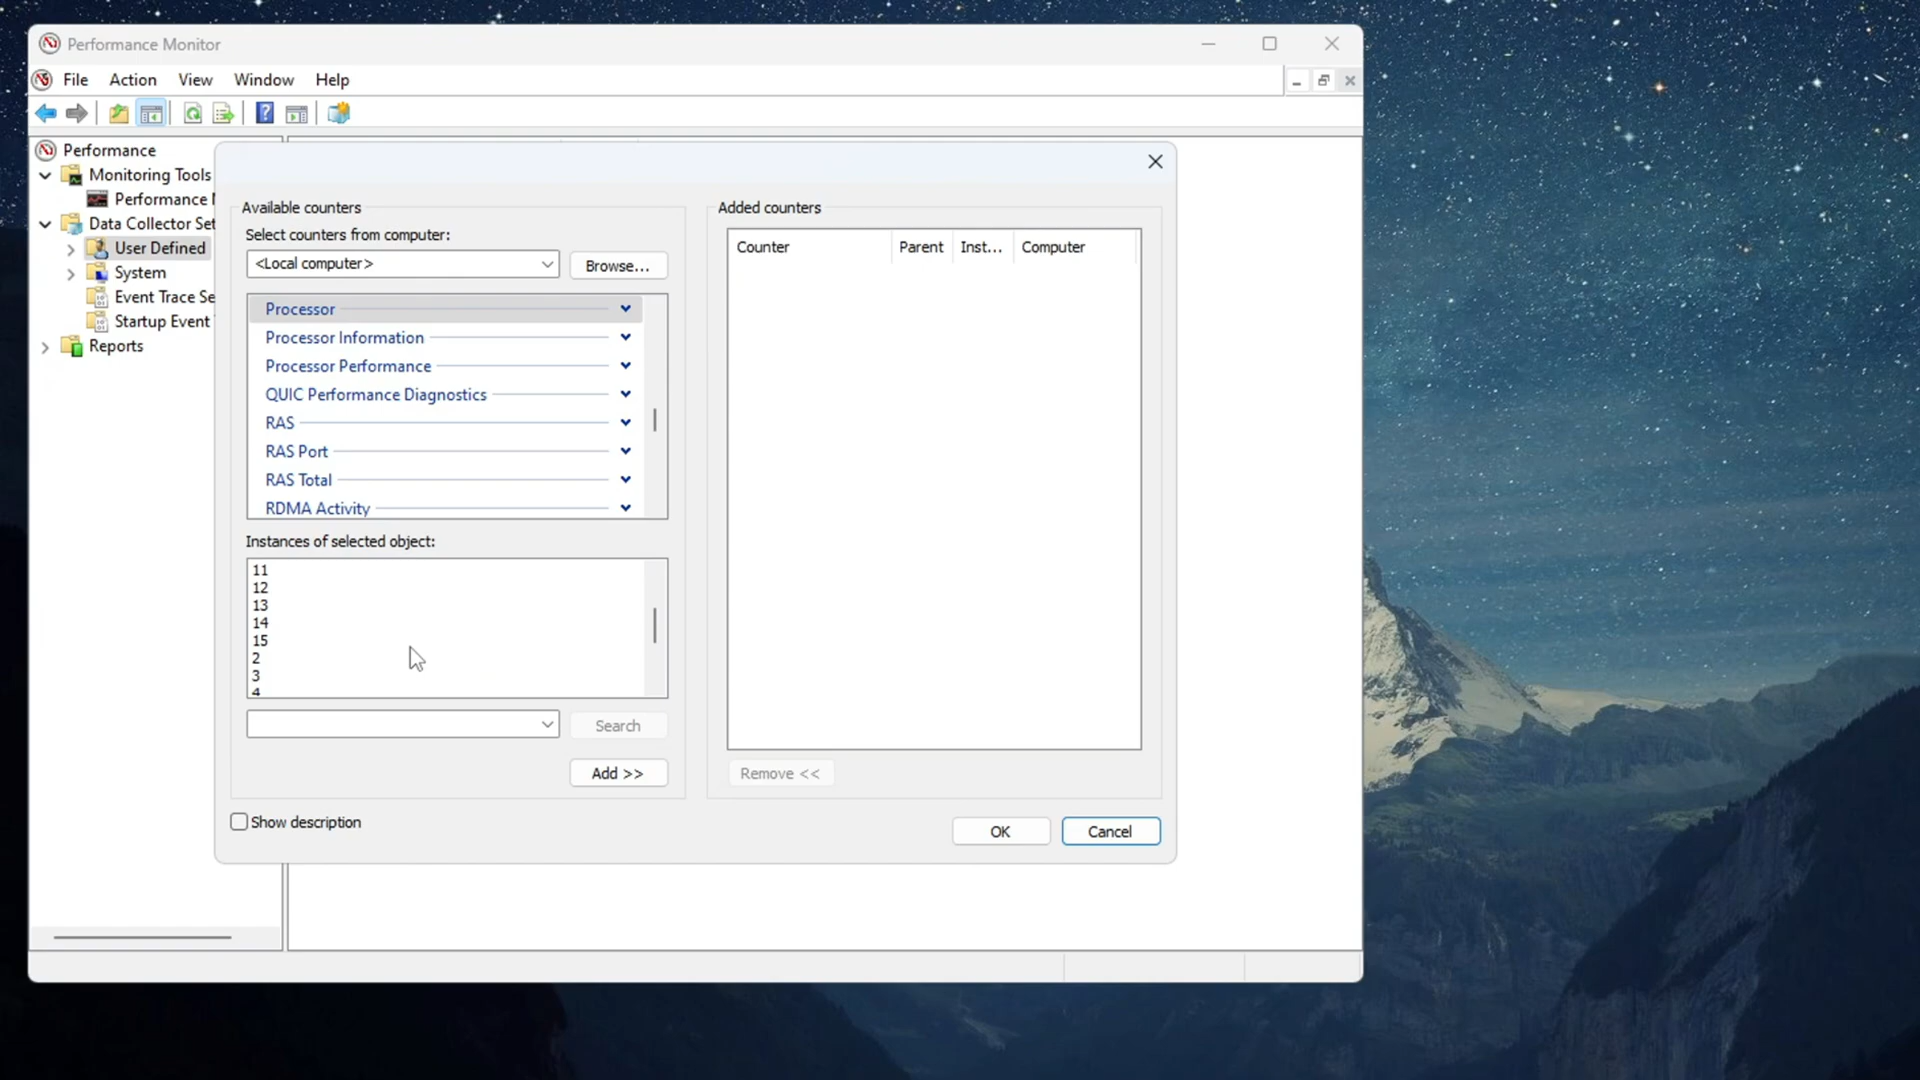 Performance Monitor
File Action View Window Help
Performance
Monitoring Tools
Performance
Data Collector Set
User Defined
System
Event Trace Se
Startup Event
Reports
Available counters
Select counters from computer:
<Local computer>
Browse...
Processor
Processor Information
Processor Performance
QUIC Performance Diagnostics
RAS
RAS Port
RAS Total
RDMA Activity
Instances of selected object:
11
12
13
14
15
2
3
4
Search
Add >>
Show description
Added counters
Counter Parent Inst... Computer
Remove <<
OK Cancel